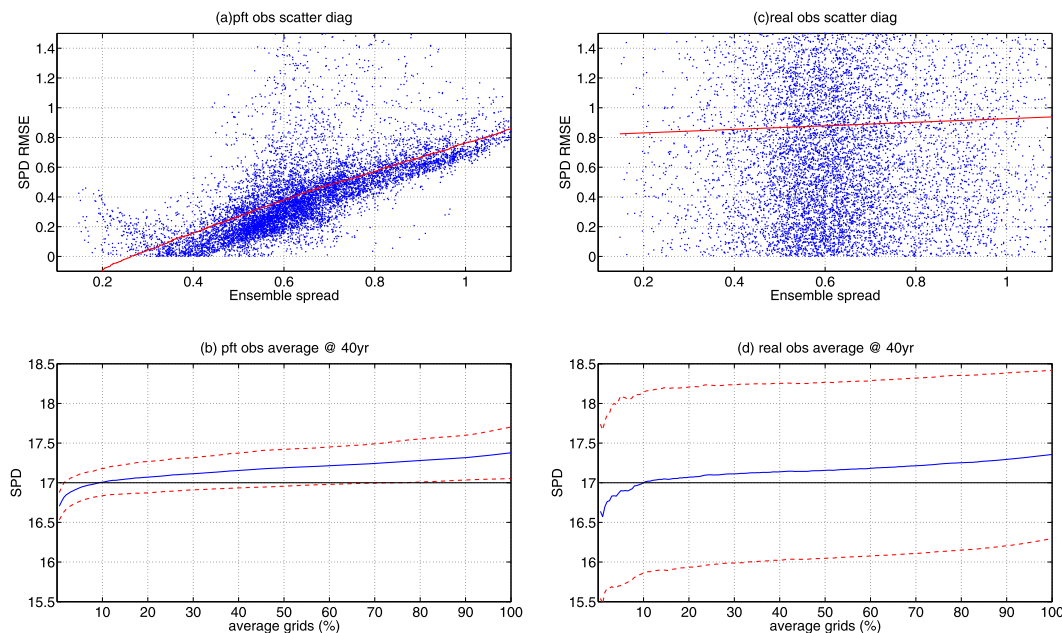 (a)pft obs scatter diag
1.4
1.2
1
0.8
0.6
0.4
0.2
0
SPD RMSE
0.2 0.4 0.6 0.8 1
Ensemble spread
(c)real obs scatter diag
1.4
1.2
1
0.8
0.6
0.4
0.2
0
SPD RMSE
0.2 0.4 0.6 0.8 1
Ensemble spread
(b) pft obs average @ 40yr
18.5
18
17.5
17
16.5
16
15.5
SPD
10 20 30 40 50 60 70 80 90 100
average grids (%)
(d) real obs average @ 40yr
18.5
18
17.5
17
16.5
16
15.5
SPD
10 20 30 40 50 60 70 80 90 100
average grids (%)